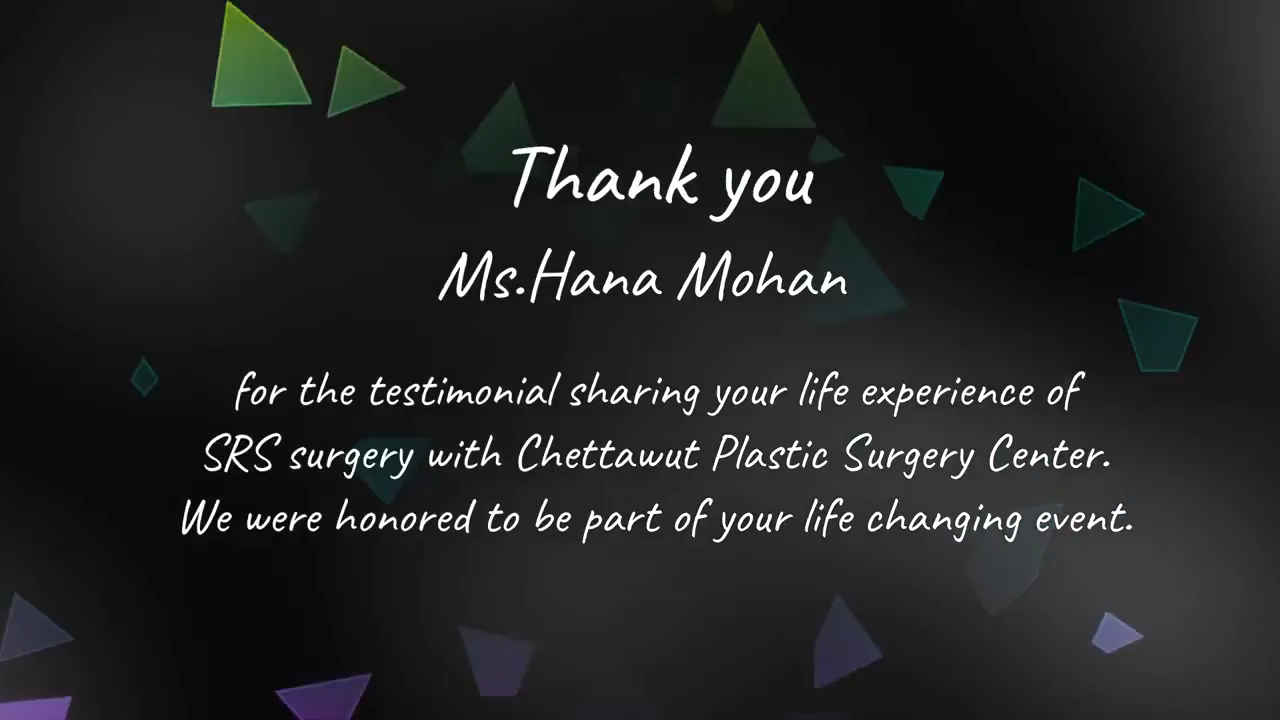 Thank you
Ms.Hana Mohan
for the testimonial sharing your life experience of
SRS surgery with Chettawut Plastic Surgery Center.
We were honored to be part of your life changing event.